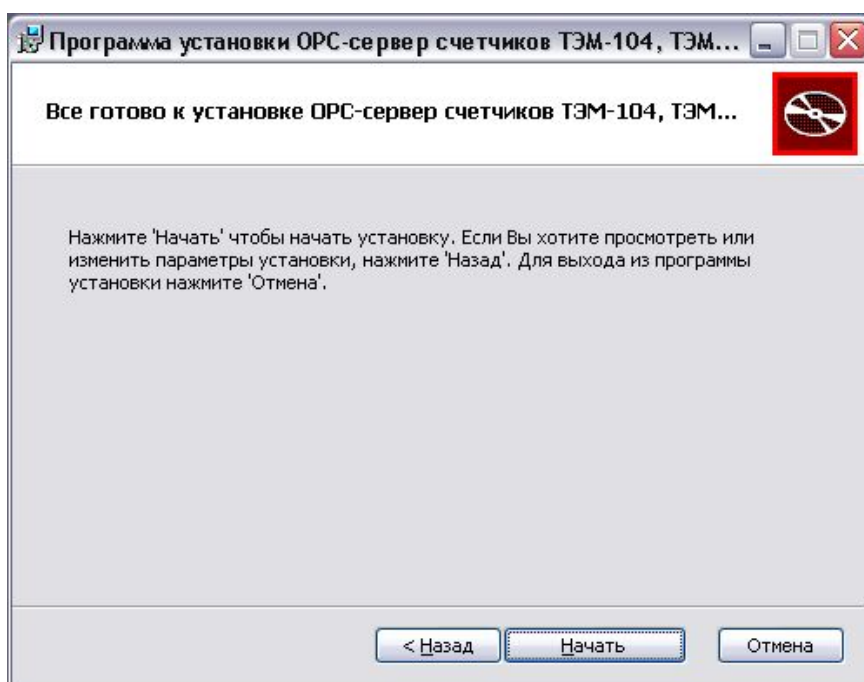 Программа установки OPC-сервер счетчиков ТЭМ-104, ТЭМ...
Все готово к установке OPC-сервер счетчиков ТЭМ-104, ТЭМ...
Нажмите 'Начать' чтобы начать установку. Если Вы хотите просмотреть или
изменить параметры установки, нажмите 'Назад'. Для выхода из программы
установки нажмите 'Отмена'.
< Назад
Начать
Отмена